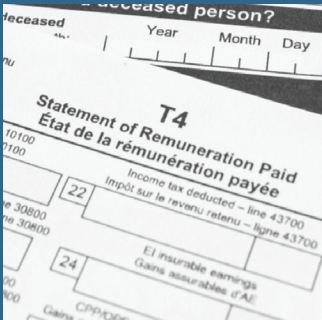 deceased person?
deceased
Year Month Day
T4
Statement of Remuneration Paid
État de la rémunération payée
10100
0100
22
Income tax deducted – line 43700
Impôt sur le revenu retenu – ligne 43700
ne 30800
ne 30800
24
EI insurable earnings
Gains assurables d'AE